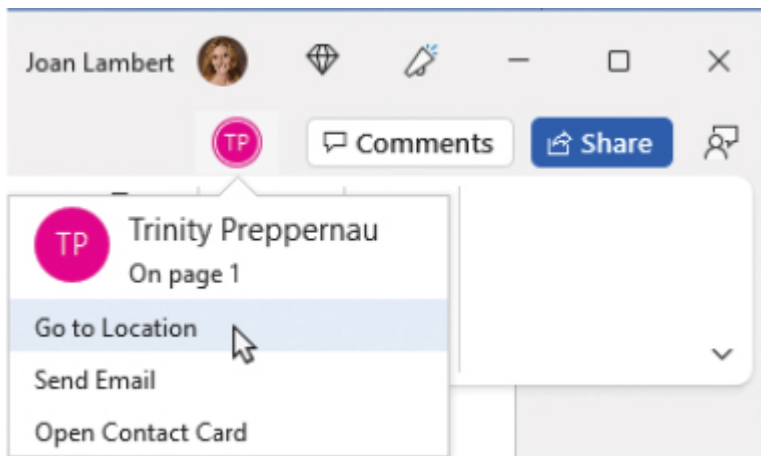 Joan Lambert
TP
Comments
Share
TP
Trinity Preppernau
On page 1
Go to Location
Send Email
Open Contact Card